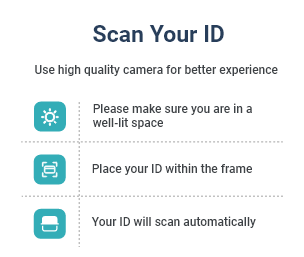 Scan Your ID
Use high quality camera for better experience
Please make sure you are in a
well-lit space
Place your ID within the frame
Your ID will scan automatically